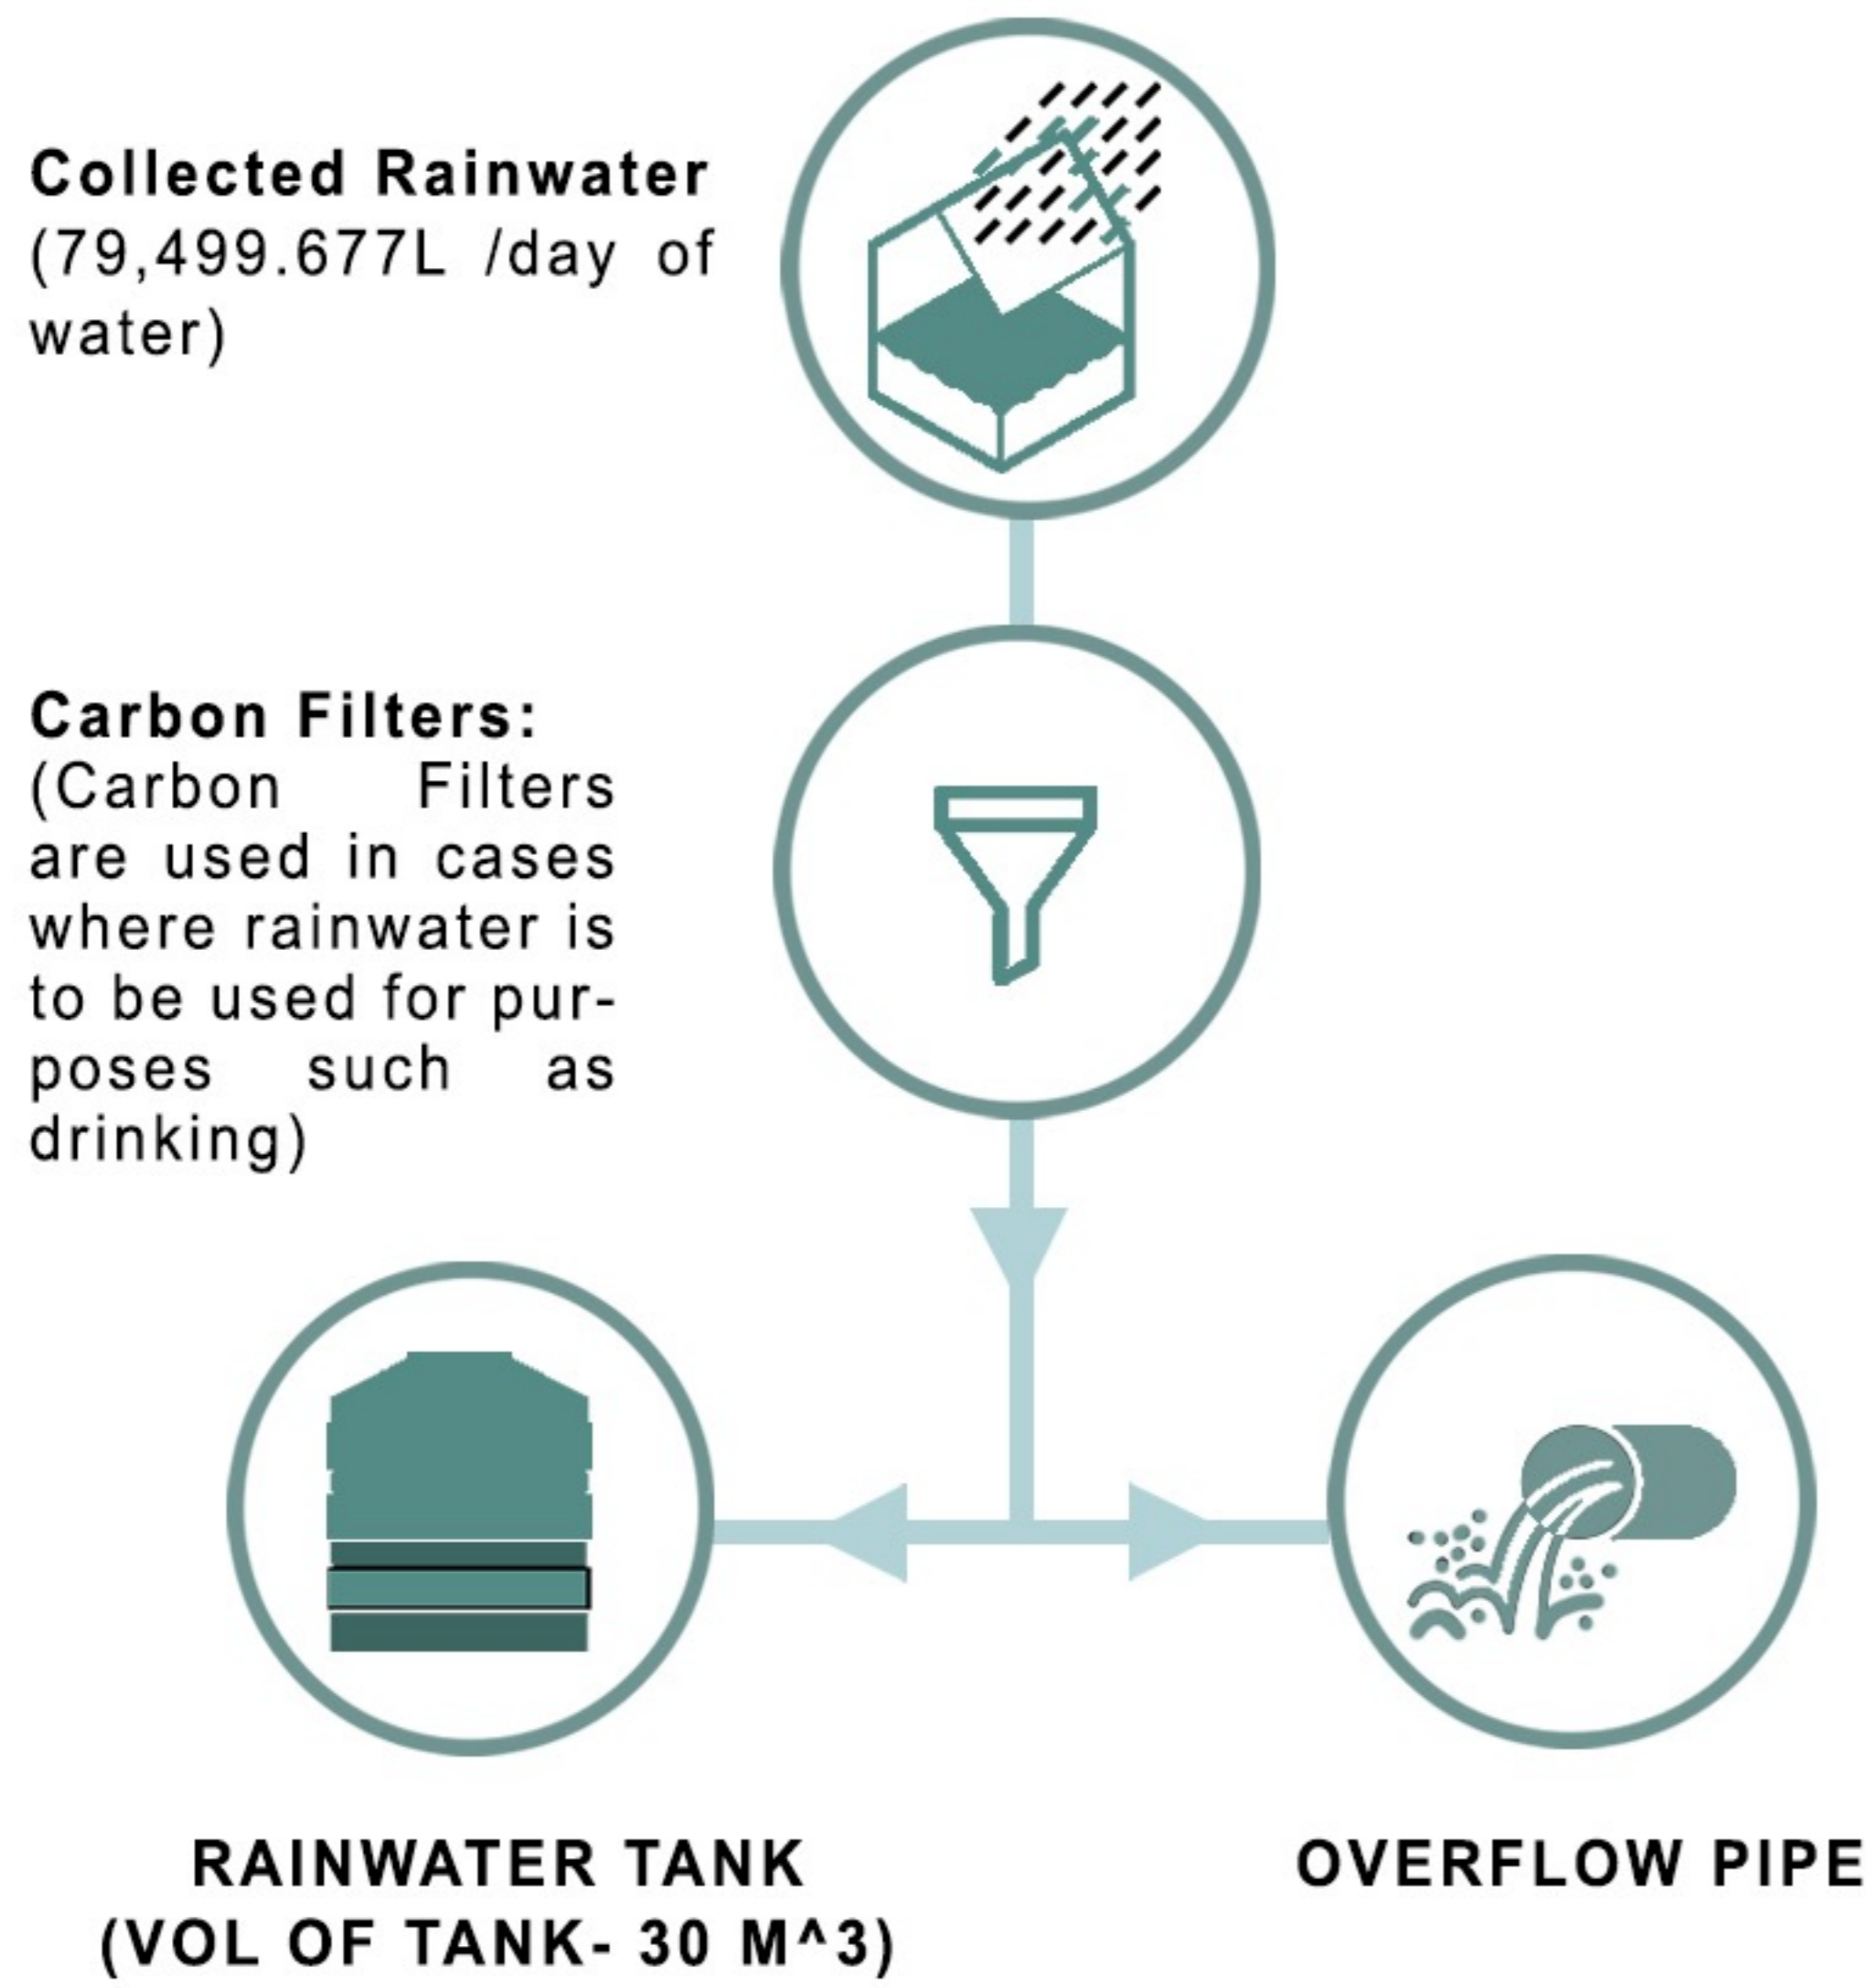 Collected Rainwater
(79,499.677L /day of
water)
Carbon Filters:
(Carbon Filters
are used in cases
where rainwater is
to be used for pur-
poses such as
drinking)
RAINWATER TANK
(VOL OF TANK- 30 M^3)
OVERFLOW PIPE